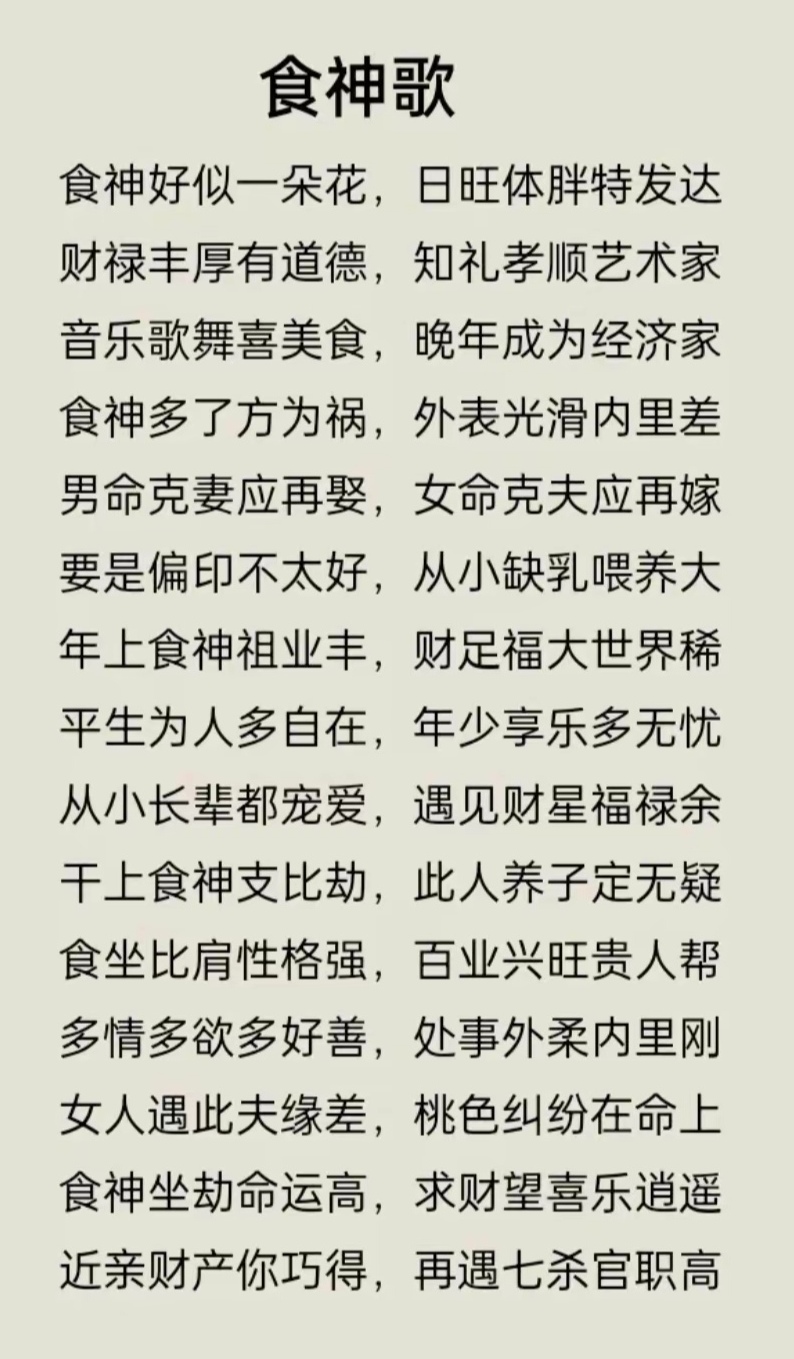 食神歌
食神好似一朵花，日旺体胖特发达
财禄丰厚有道德，知礼孝顺艺术家
音乐歌舞喜美食，晚年成为经济家
食神多了方为祸，外表光滑内里差
男命克妻应再娶，女命克夫应再嫁
要是偏印不太好，从小缺乳喂养大
年上食神祖业丰，财足福大世界稀
平生为人多自在，年少享乐多无忧
从小长辈都宠爱，遇见财星福禄余
干上食神支比劫，此人养子定无疑
食坐比肩性格强，百业兴旺贵人帮
多情多欲多好善，处事外柔内里刚
女人遇此夫缘差，桃色纠纷在命上
食神坐劫命运高，求财望喜乐逍遥
近亲财产你巧得，再遇七杀官职高